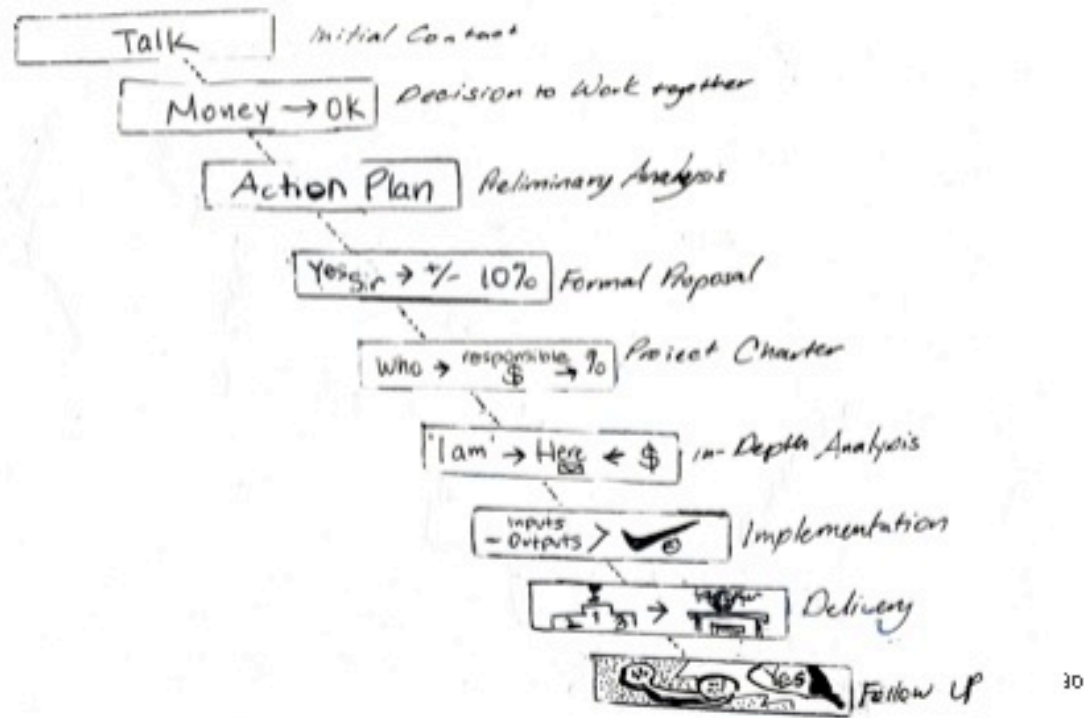 Talk Initial Contact
Money → OK Decision to Work together
Action Plan Preliminary Analysis
Yes Sir → +/- 10% Formal Proposal
Who → responsible $ → % Project Charter
'I am' → Here ← $ in-Depth Analysis
Inputs
- Outputs > ✓ Implementation
1 Delivery
Yes Follow UP
30